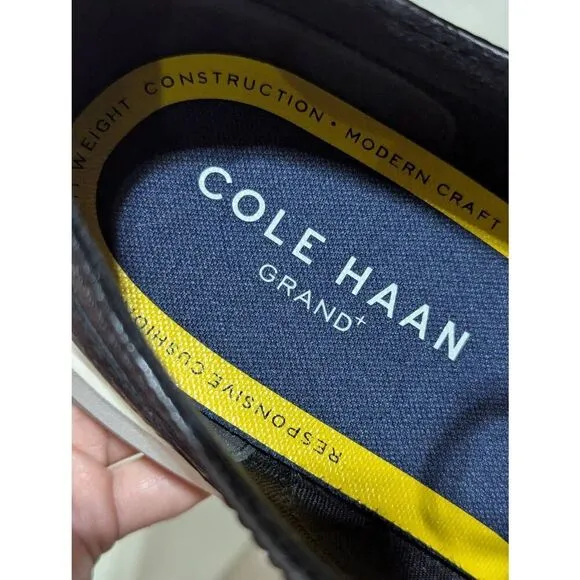 WEIGHT CONSTRUCTION • MODERN CRAFT
COLE HAAN
GRAND+
RESPONSIVE CUSHION